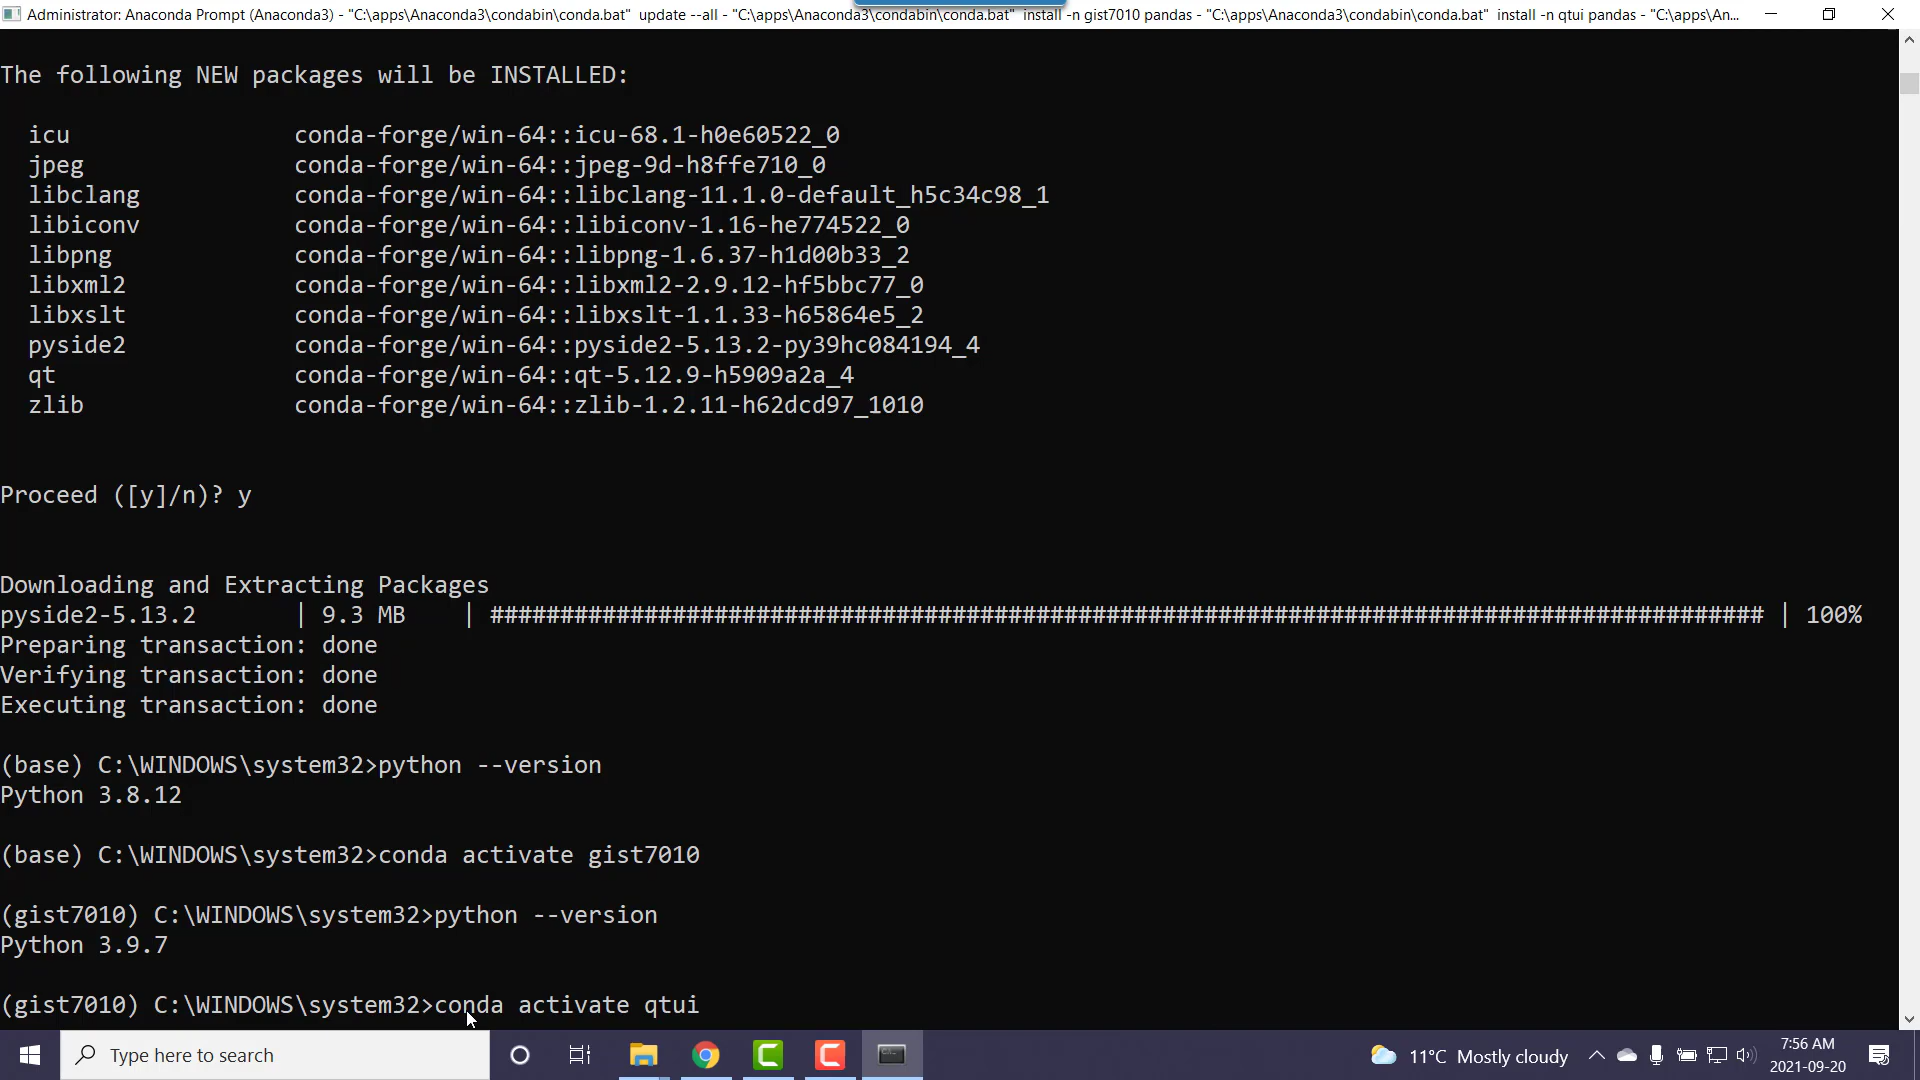 Administrator: Anaconda Prompt (Anaconda3) - "C:\apps\Anaconda3\condabin\conda.bat"  update --all - "C:\apps\Anaconda3\condabin\conda.bat"  install -n gist7010 pandas - "C:\apps\Anaconda3\condabin\conda.bat"  install -n qtui pandas - "C:\apps\An...
The following NEW packages will be INSTALLED:
icu conda-forge/win-64::icu-68.1-h0e60522_0
jpeg conda-forge/win-64::jpeg-9d-h8ffe710_0
libclang conda-forge/win-64::libclang-11.1.0-default_h5c34c98_1
libiconv conda-forge/win-64::libiconv-1.16-he774522_0
libpng conda-forge/win-64::libpng-1.6.37-h1d00b33_2
libxml2 conda-forge/win-64::libxml2-2.9.12-hf5bbc77_0
libxslt conda-forge/win-64::libxslt-1.1.33-h65864e5_2
pyside2 conda-forge/win-64::pyside2-5.13.2-py39hc084194_4
qt conda-forge/win-64::qt-5.12.9-h5909a2a_4
zlib conda-forge/win-64::zlib-1.2.11-h62dcd97_1010
Proceed ([y]/n)? y
Downloading and Extracting Packages
pyside2-5.13.2 | 9.3 MB | ########################################################################################### | 100%
Preparing transaction: done
Verifying transaction: done
Executing transaction: done
(base) C:\WINDOWS\system32>python --version
Python 3.8.12
(base) C:\WINDOWS\system32>conda activate gist7010
(gist7010) C:\WINDOWS\system32>python --version
Python 3.9.7
(gist7010) C:\WINDOWS\system32>conda activate qtui
Type here to search
11°C Mostly cloudy
7:56 AM
2021-09-20